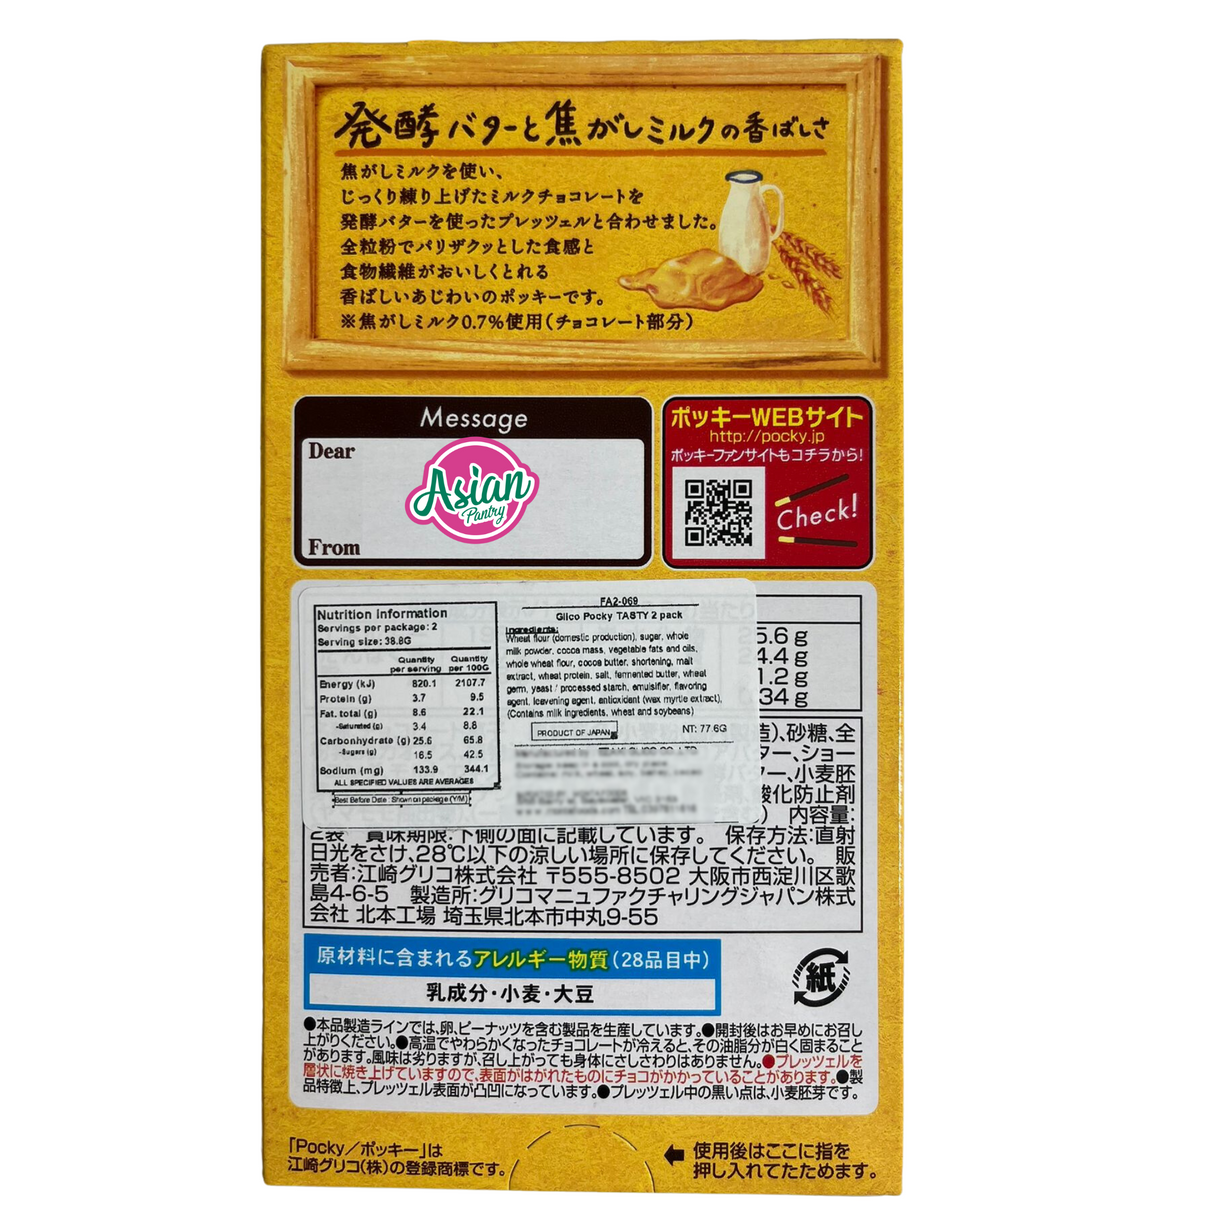 発酵バターと焦がしミルクの香ばしさ
焦がしミルクを使い、
じっくり練り上げたミルクチョコレートを
発酵バターを使ったプレッツェルと合わせました。
全粒粉でパリザクッとした食感と
食物繊維がおいしくとれる
香ばしいあじわいのポッキーです。
※焦がしミルク0.7%使用(チョコレート部分)
Message
Dear
Asian
Pantry
From
ポッキーWEBサイト
http://pocky.jp
ポッキーファンサイトもコチラから!
Check!
Nutrition Information
Servings per package: 2
Serving size: 38.8G
Quantity per serving Quantity per 100G
Energy (kJ) 820.1 2107.7
Protein (g) 3.7 9.5
Fat. total (g) 8.6 22.1
-Saturated (g) 3.4 8.8
Carbonhydrate (g) 25.6 65.8
-Sugars (g) 16.5 42.5
Sodium (mg) 133.9 344.1
ALL SPECIFIED VALUES ARE AVERAGES
Best Before Date : Shown on package (Y/M)
FA2-069
Glico Pocky TASTY 2 pack
Ingredients:
Wheat flour (domestic production), sugar, whole
milk powder, cocoa mass, vegetable fats and oils,
whole wheat flour, cocoa butter, shortening, malt
extract, wheat protein, salt, fermented butter, wheat
germ, yeast / processed starch, emulsifier, flavoring
agent, leavening agent, antioxidant (wax myrtle extract),
(Contains milk ingredients, wheat and soybeans)
PRODUCT OF JAPAN
NT: 77.6G
当たり
5.6g
4.4g
1.2g
34g
造)、砂糖、全
ター、ショー
ター、小麦胚
酸化防止剤
) 内容量:
2袋 賞味期限:下側の面に記載しています。 保存方法:直射
日光をさけ、28℃以下の涼しい場所に保存してください。 販
売者:江崎グリコ株式会社 〒555-8502 大阪市西淀川区歌
島4-6-5 製造所:グリコマニュファクチャリングジャパン株式
会社 北本工場 埼玉県北本市中丸9-55
原材料に含まれるアレルギー物質(28品目中)
乳成分・小麦・大豆
紙
●本品製造ラインでは、卵、ピーナッツを含む製品を生産しています。●開封後はお早めにお召し
上がりください。●高温でやわらかくなったチョコレートが冷えると、その油脂分が白く固まること
があります。風味は劣りますが、召し上がっても身体にさしさわりはありません。●プレッツェルを
層状に焼き上げていますので、表面がはがれたものにチョコがかかっていることがあります。●製
品特徴上、プレッツェル表面が凸凹になっています。●プレッツェル中の黒い点は、小麦胚芽です。
「Pocky/ポッキー」は
江崎グリコ(株)の登録商標です。
使用後はここに指を
押し入れてたためます。